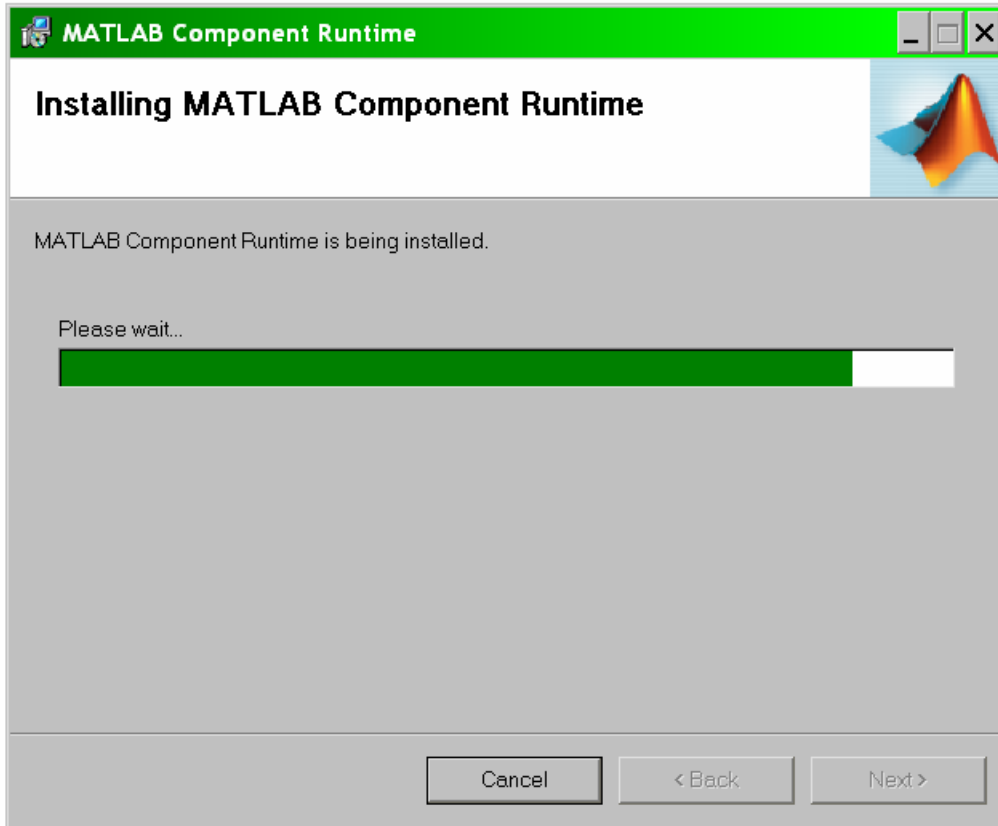 MATLAB Component Runtime
Installing MATLAB Component Runtime
MATLAB Component Runtime is being installed.
Please wait...
Cancel
< Back
Next >